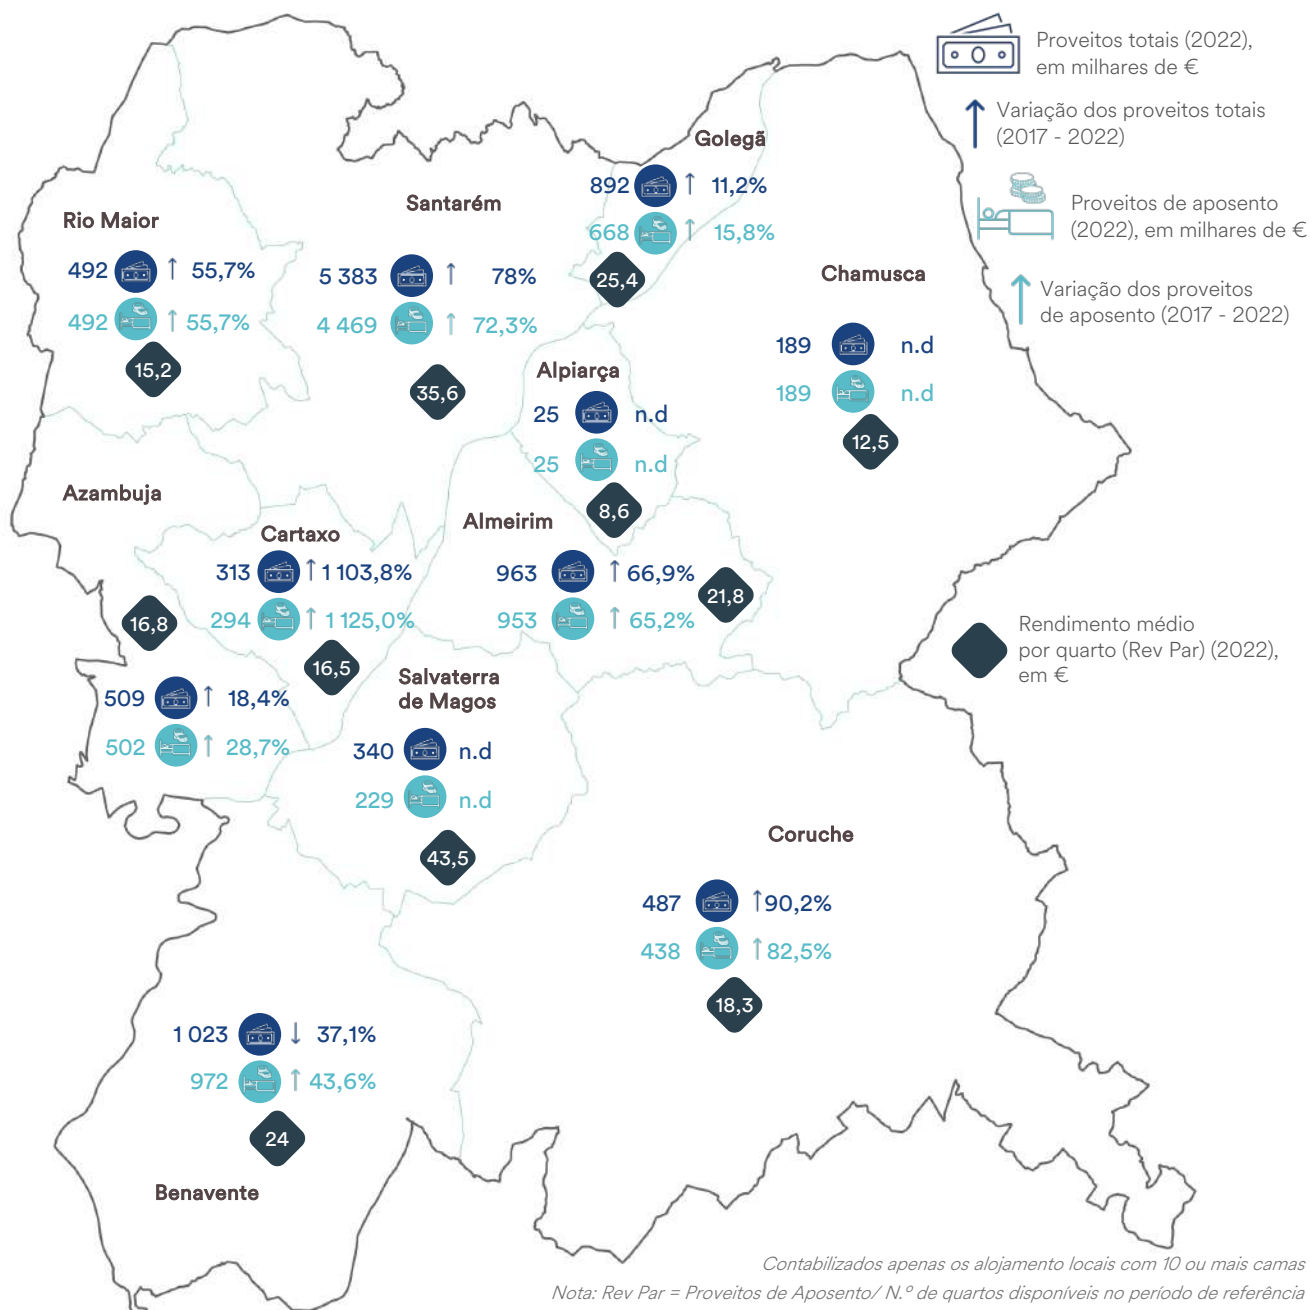 Proveitos totais (2022),
em milhares de €
Variação dos proveitos totais
(2017 - 2022)
Proveitos de aposento
(2022), em milhares de €
Variação dos proveitos
de aposento (2017 - 2022)
Golegã
892 ↑ 11,2%
668 ↑ 15,8%
25,4
Rio Maior
492 ↑ 55,7%
492 ↑ 55,7%
15,2
Santarém
5 383 ↑ 78%
4 469 ↑ 72,3%
35,6
Chamusca
189 n.d
189 n.d
12,5
Alpiarça
25 n.d
25 n.d
8,6
Azambuja
16,8
509 ↑ 18,4%
502 ↑ 28,7%
Cartaxo
313 ↑ 1 103,8%
294 ↑ 1 125,0%
16,5
Almeirim
963 ↑ 66,9%
953 ↑ 65,2%
21,8
Rendimento médio
por quarto (Rev Par) (2022),
em €
Salvaterra
de Magos
340 n.d
229 n.d
43,5
Coruche
487 ↑ 90,2%
438 ↑ 82,5%
18,3
1 023 ↓ 37,1%
972 ↑ 43,6%
24
Benavente
Contabilizados apenas os alojamento locais com 10 ou mais camas
Nota: Rev Par = Proveitos de Aposento/ N.º de quartos disponíveis no período de referência